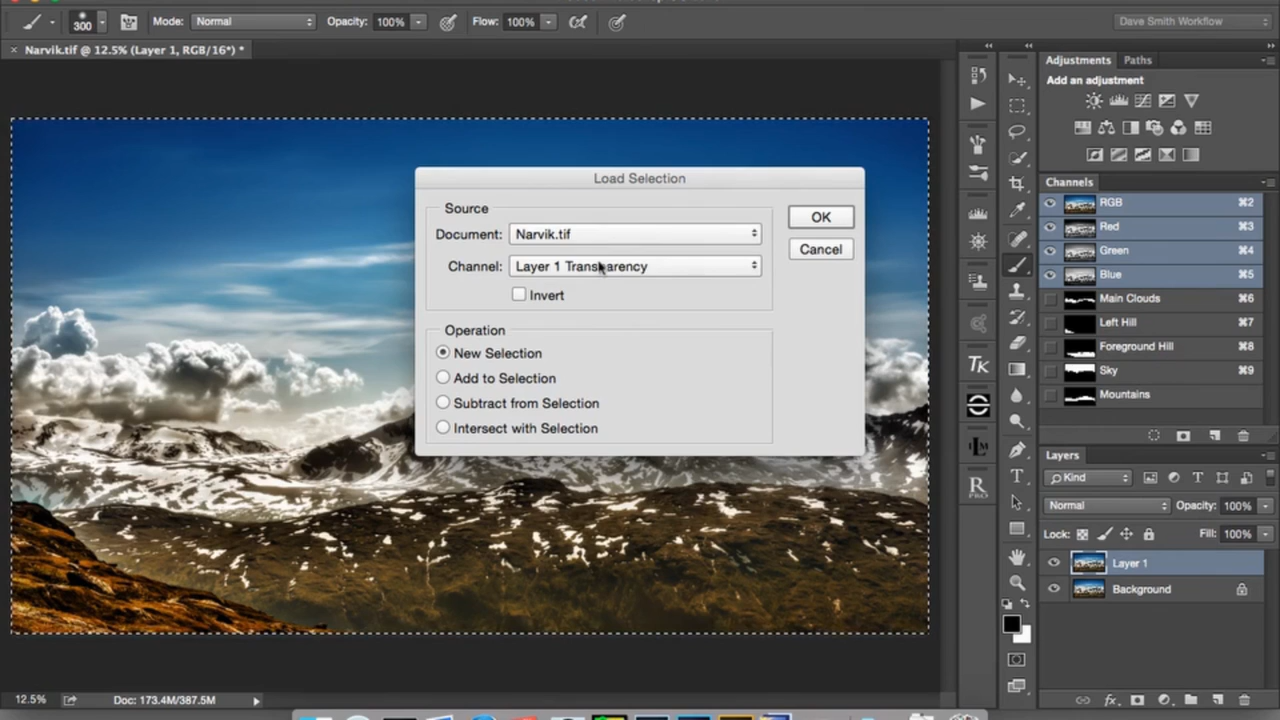 300
Mode: Normal
Opacity: 100%
Flow: 100%
Dave Smith Workflow
× Narvik.tif @ 12.5% (Layer 1, RGB/16*) *
Load Selection
Source
Document: Narvik.tif
OK
Channel: Layer 1 Transparency
Cancel
Invert
Operation
New Selection
Add to Selection
Subtract from Selection
Intersect with Selection
TK
R
PRO
T
Adjustments Paths
Add an adjustment
Channels
RGB ⌘2
Red ⌘3
Green ⌘4
Blue ⌘5
Main Clouds ⌘6
Left Hill ⌘7
Foreground Hill ⌘8
Sky ⌘9
Mountains
Layers
Kind
Normal Opacity: 100%
Lock: Fill: 100%
Layer 1
Background
fx
12.5% Doc: 173.4M/387.5M